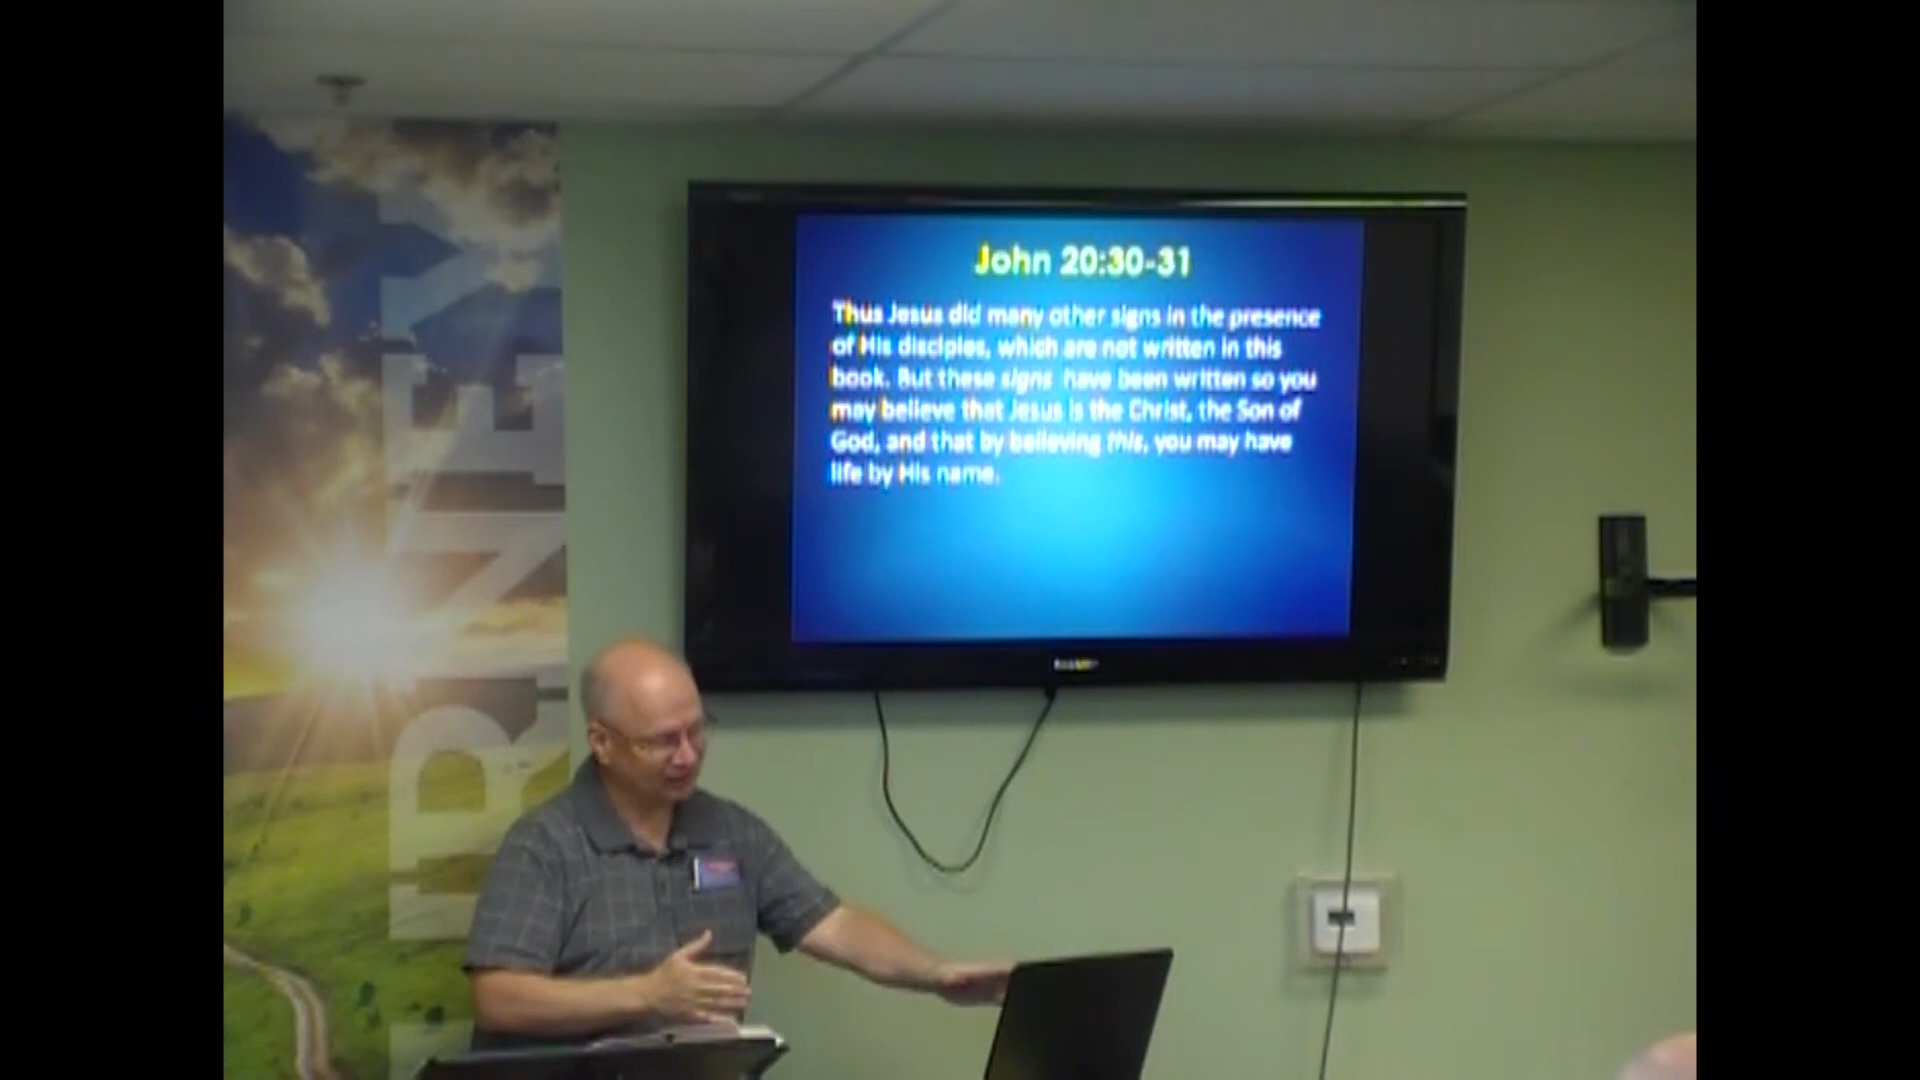 John 20:30-31
Thus Jesus did many other signs in the presence
of His disciples, which are not written in this
book. But these signs have been written so you
may believe that Jesus is the Christ, the Son of
God, and that by believing this, you may have
life by His name.
RNEY